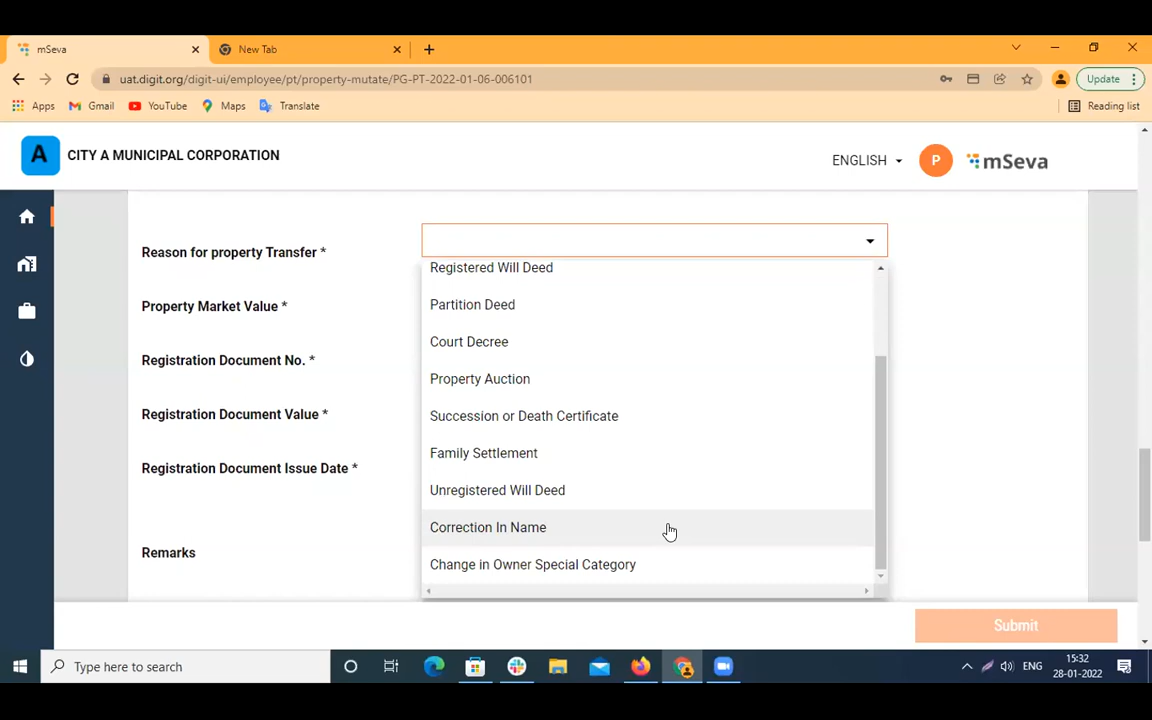 mSeva
New Tab
uat.digit.org/digit-ui/employee/pt/property-mutate/PG-PT-2022-01-06-006101
Update
Apps
Gmail
YouTube
Maps
Translate
Reading list
A
CITY A MUNICIPAL CORPORATION
ENGLISH
P
mSeva
Reason for property Transfer *
Registered Will Deed
Partition Deed
Property Market Value *
Court Decree
Registration Document No. *
Property Auction
Registration Document Value *
Succession or Death Certificate
Family Settlement
Registration Document Issue Date *
Unregistered Will Deed
Correction In Name
Remarks
Change in Owner Special Category
Submit
Type here to search
ENG
15:32
28-01-2022